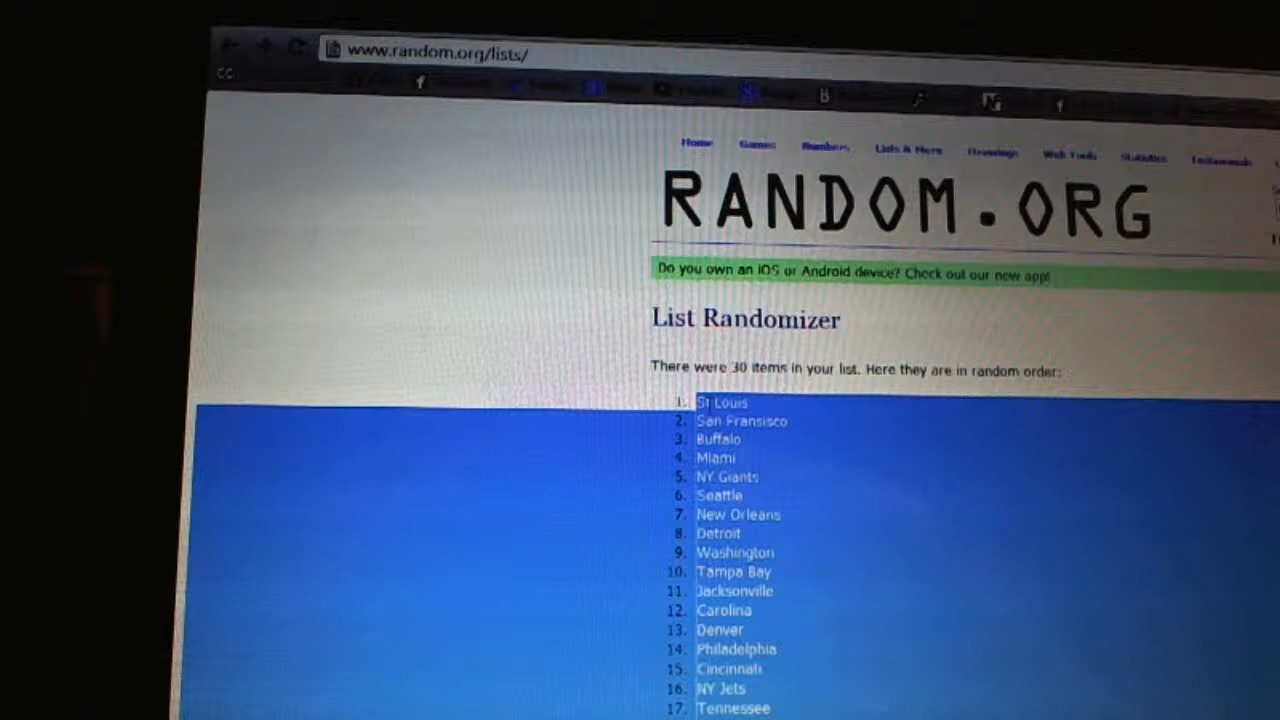 www.random.org/lists/
Home Games Numbers Lists & More Drawings Web Tools Statistics Testimonials
RANDOM.ORG
Do you own an iOS or Android device? Check out our new app!
List Randomizer
There were 30 items in your list. Here they are in random order:
1. St Louis
2. San Fransisco
3. Buffalo
4. Miami
5. NY Giants
6. Seattle
7. New Orleans
8. Detroit
9. Washington
10. Tampa Bay
11. Jacksonville
12. Carolina
13. Denver
14. Philadelphia
15. Cincinnati
16. NY Jets
17. Tennessee